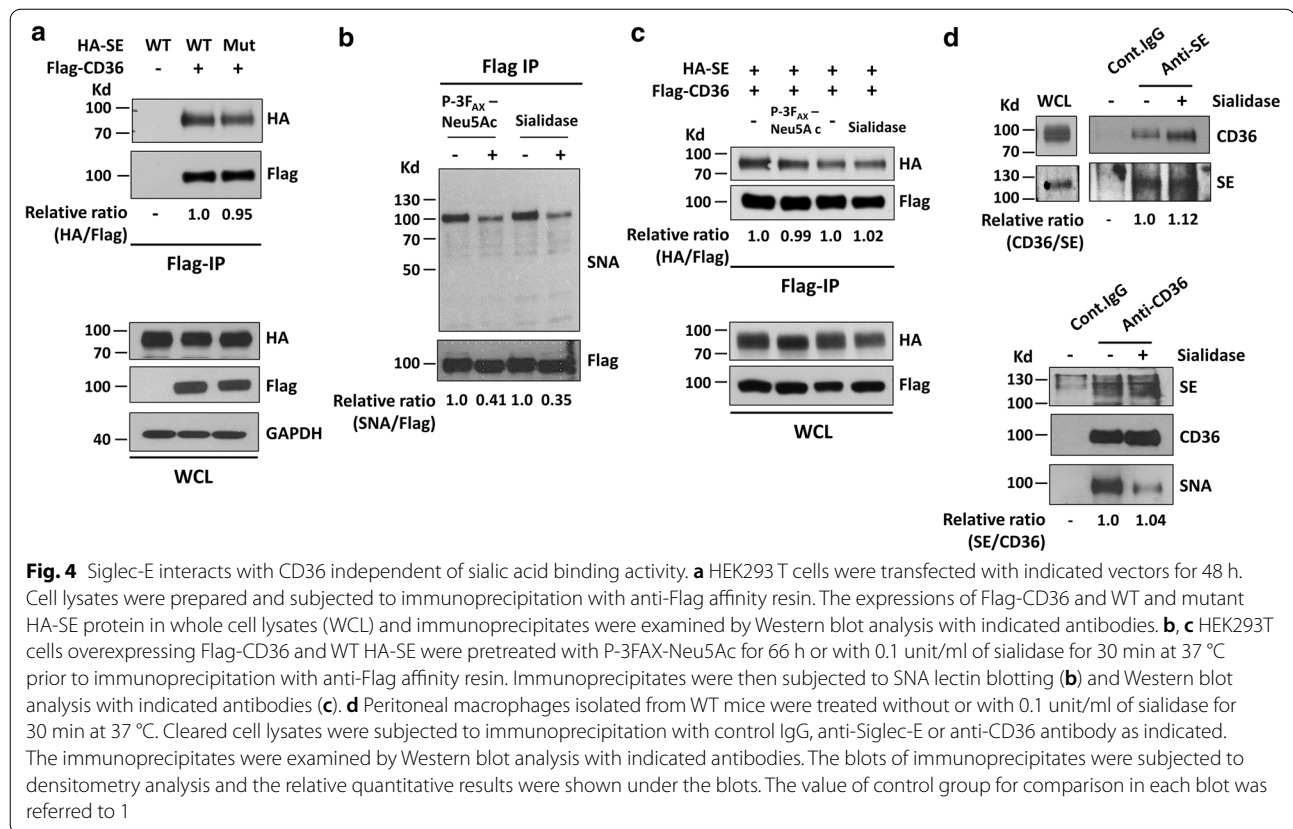 a
HA-SE WT WT Mut
Flag-CD36 - + +
Kd
100
70
HA
100
Flag
Relative ratio - 1.0 0.95
(HA/Flag)
Flag-IP
100
70
HA
100
Flag
40
GAPDH
WCL
b
Flag IP
P-3FAX –
Neu5Ac Sialidase
Kd - + - +
130
100
70
50
SNA
100
Flag
Relative ratio 1.0 0.41 1.0 0.35
(SNA/Flag)
c
HA-SE + + + +
Flag-CD36 + + + +
Kd - P-3FAX – - Sialidase
Neu5A c
100
70
HA
100
Flag
Relative ratio 1.0 0.99 1.0 1.02
(HA/Flag)
Flag-IP
100
70
HA
100
Flag
WCL
d
Cont.IgG Anti-SE
Kd WCL - - + Sialidase
100
70
CD36
130
100
SE
Relative ratio - 1.0 1.12
(CD36/SE)
Cont.IgG Anti-CD36
Kd - - + Sialidase
130
100
SE
100
CD36
100
SNA
Relative ratio - 1.0 1.04
(SE/CD36)
Fig. 4 Siglec-E interacts with CD36 independent of sialic acid binding activity. a HEK293 T cells were transfected with indicated vectors for 48 h.
Cell lysates were prepared and subjected to immunoprecipitation with anti-Flag affinity resin. The expressions of Flag-CD36 and WT and mutant
HA-SE protein in whole cell lysates (WCL) and immunoprecipitates were examined by Western blot analysis with indicated antibodies. b, c HEK293T
cells overexpressing Flag-CD36 and WT HA-SE were pretreated with P-3FAX-Neu5Ac for 66 h or with 0.1 unit/ml of sialidase for 30 min at 37 °C
prior to immunoprecipitation with anti-Flag affinity resin. Immunoprecipitates were then subjected to SNA lectin blotting (b) and Western blot
analysis with indicated antibodies (c). d Peritoneal macrophages isolated from WT mice were treated without or with 0.1 unit/ml of sialidase for
30 min at 37 °C. Cleared cell lysates were subjected to immunoprecipitation with control IgG, anti-Siglec-E or anti-CD36 antibody as indicated.
The immunoprecipitates were examined by Western blot analysis with indicated antibodies. The blots of immunoprecipitates were subjected to
densitometry analysis and the relative quantitative results were shown under the blots. The value of control group for comparison in each blot was
referred to 1